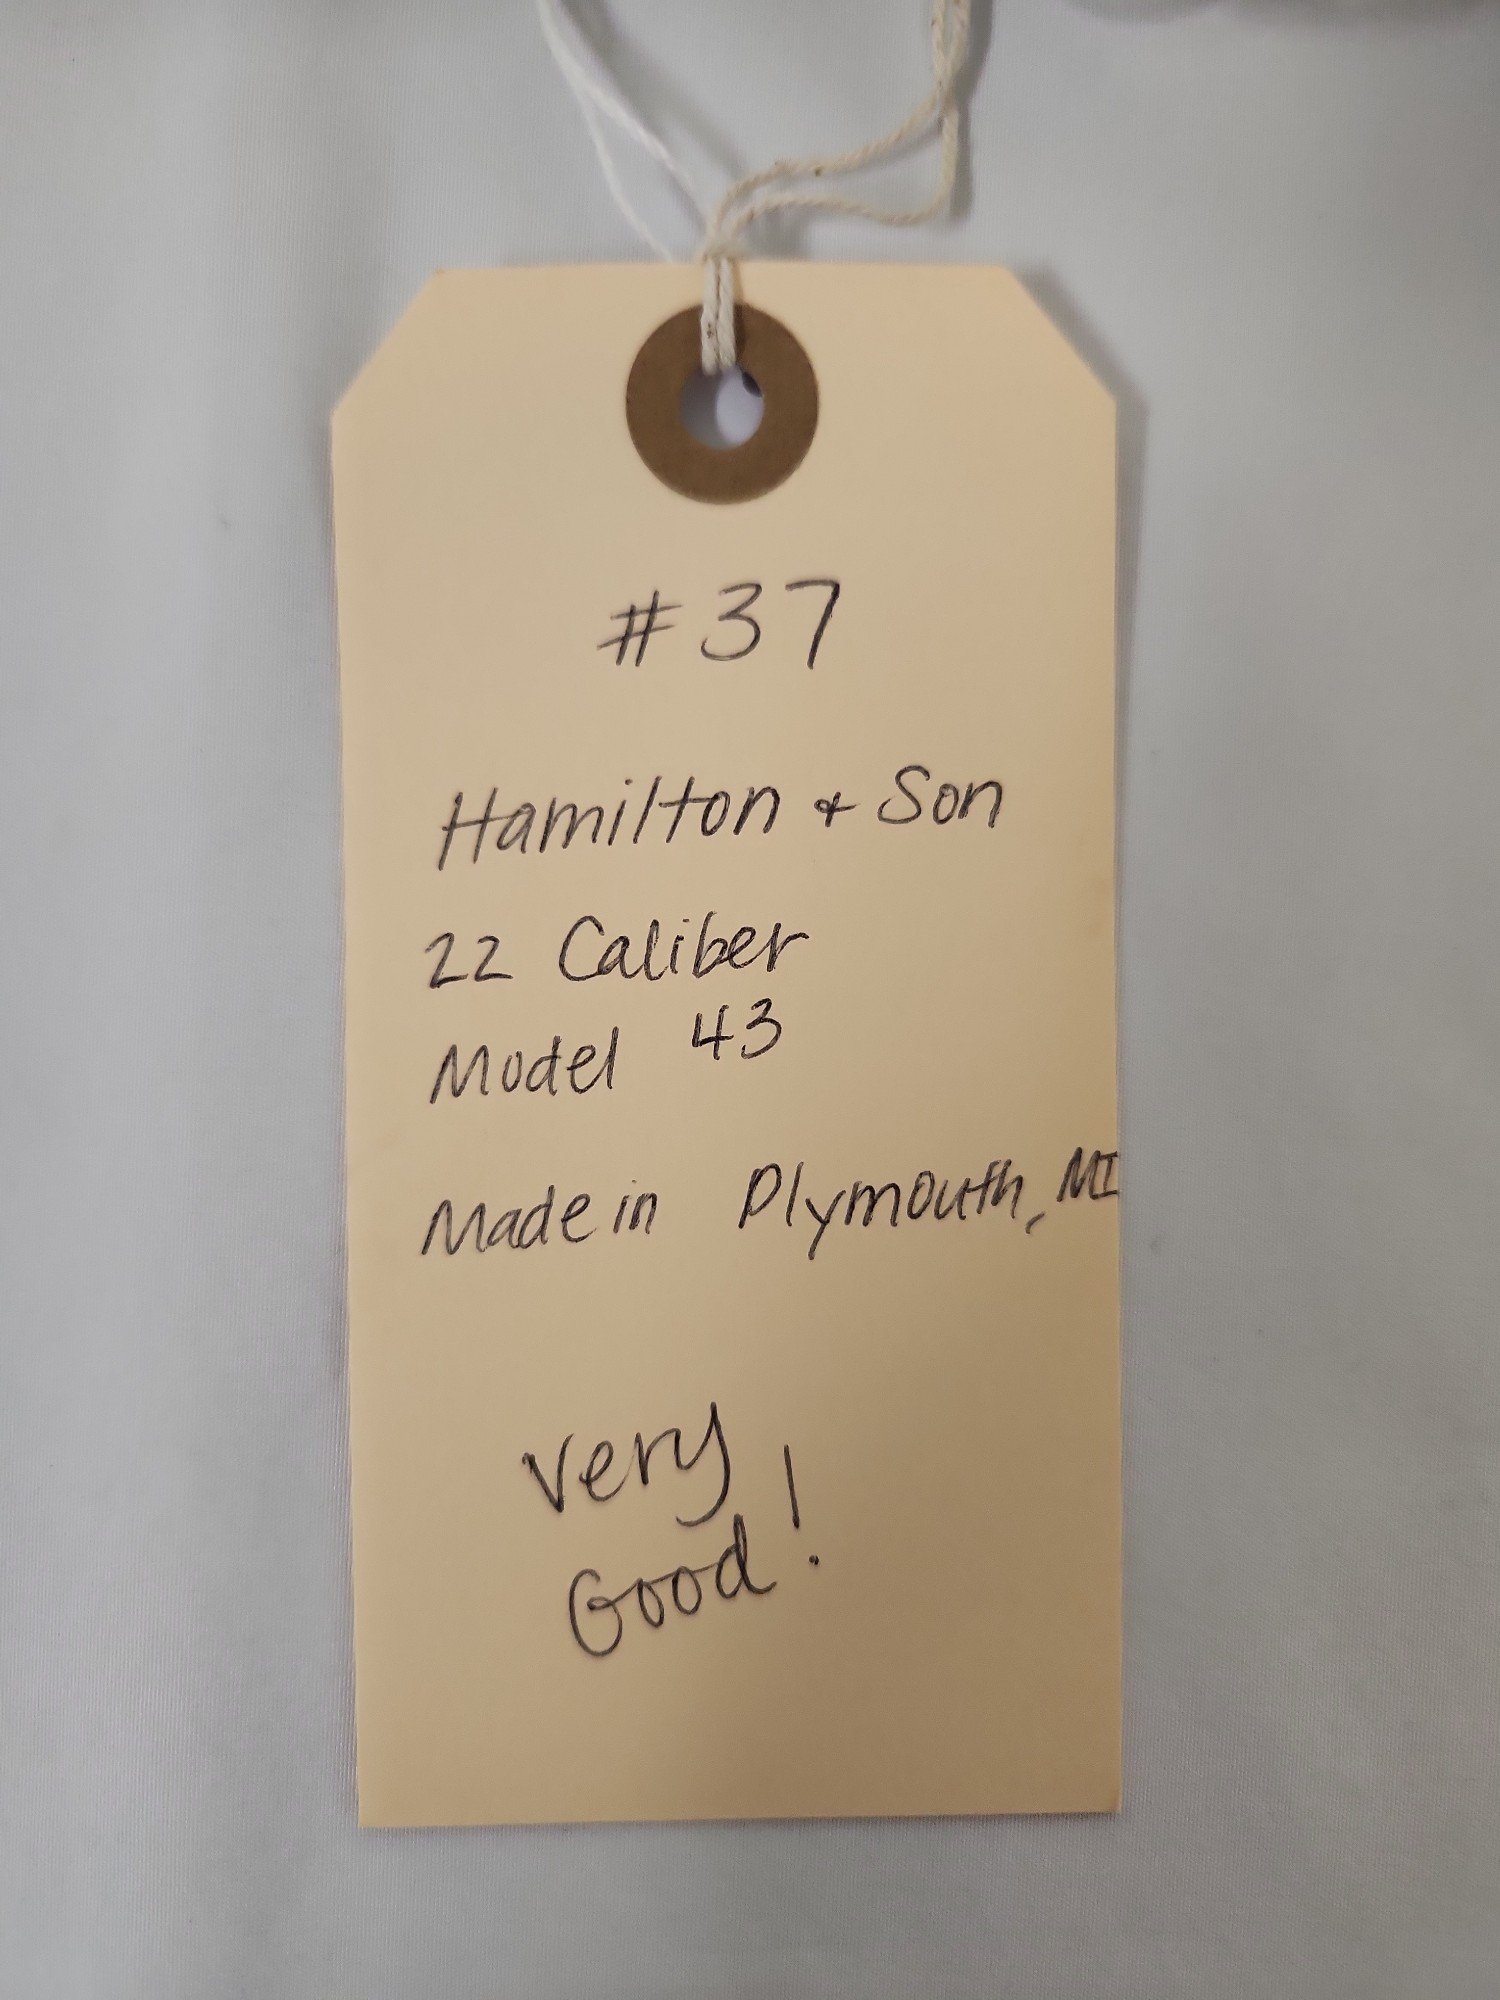 #37
Hamilton + Son
22 Caliber
Model 43
Made in Plymouth, MI
Very
Good!